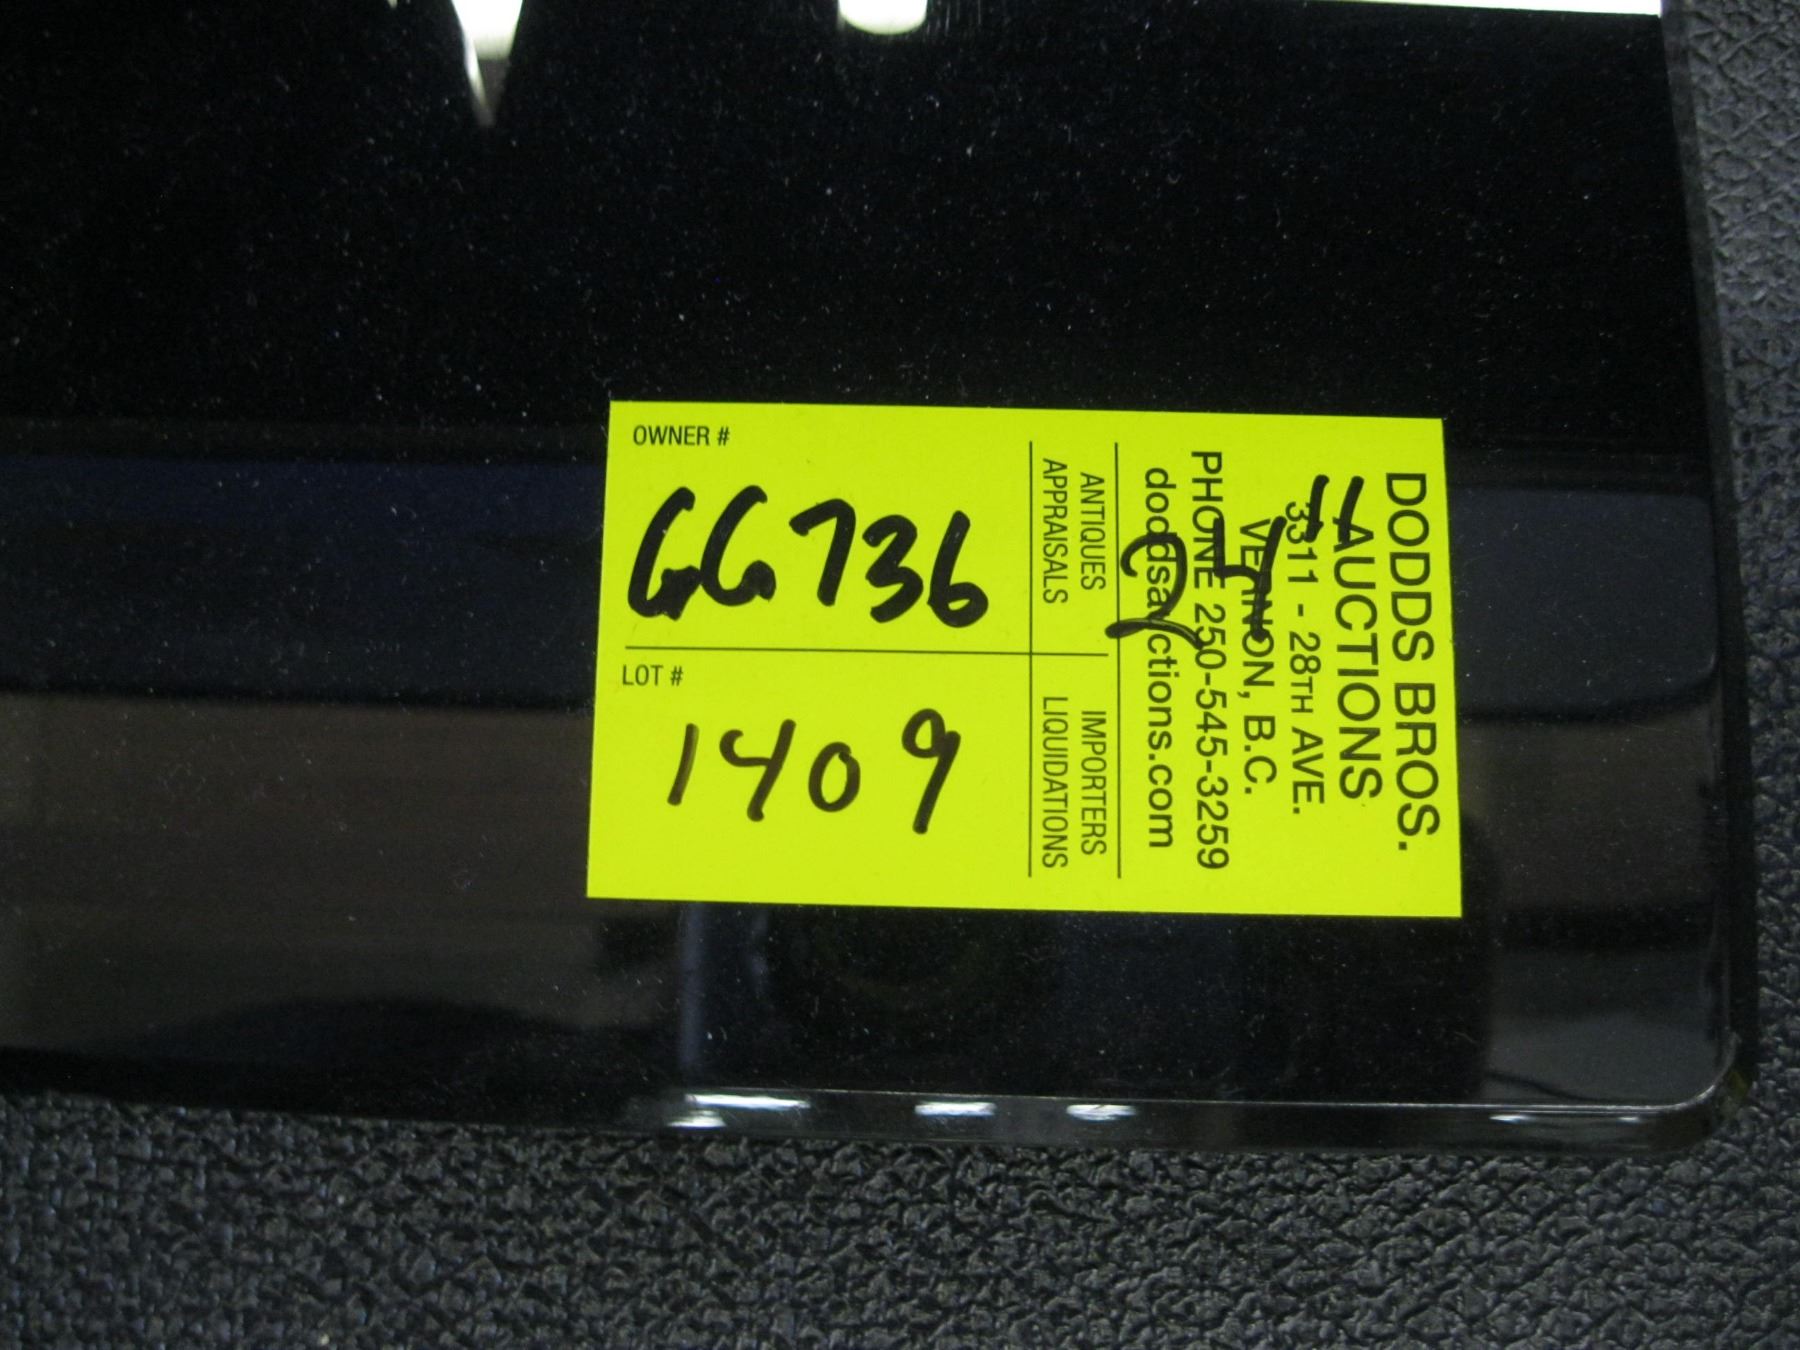 OWNER #
GG736
LOT #
1409
ANTIQUES
APPRAISALS
IMPORTERS
LIQUIDATIONS
DODDS BROS.
AUCTIONS
3311 - 28TH AVE.
VERNON, B.C.
PHONE 250-545-3259
doddsauctions.com
24"